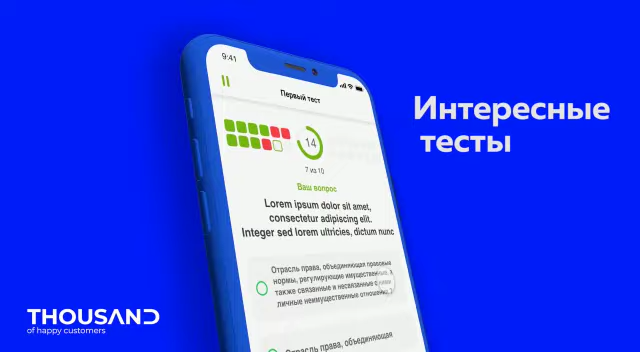 9:41
Первый тест
14
7 из 10
Ваш вопрос
Lorem ipsum dolor sit amet,
consectetur adipiscing elit.
Integer sed lorem ultricies, dictum nunc
Отрасль права, объединяющая правовые
нормы, регулирующие имущественные, а
также связанные и несвязанные с ними
личные неимущественные отношения
Отрасль права, объединяющая
Интересные
тесты
THOUSAND
of happy customers